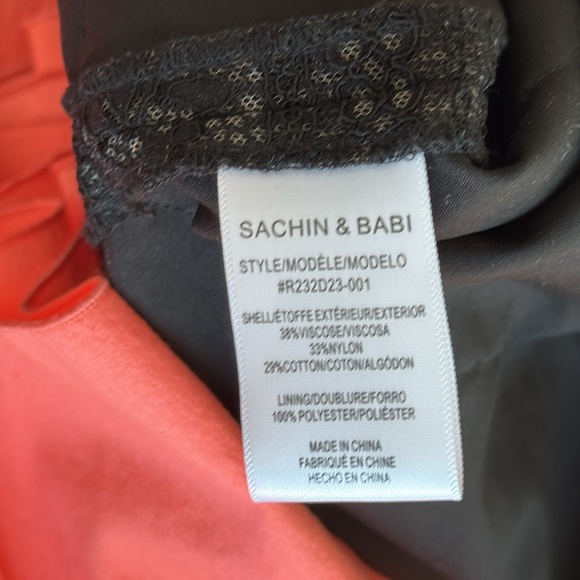 SACHIN & BABI
STYLE/MODÈLE/MODELO
#R232D23-001
SHELL/ÉTOFFE EXTÉRIEUR/EXTERIOR
38%VISCOSE/VISCOSA
33%NYLON
29%COTTON/COTON/ALGÓDON
LINING/DOUBLURE/FORRO
100% POLYESTER/POLIÉSTER
MADE IN CHINA
FABRIQUÉ EN CHINE
HECHO EN CHINA